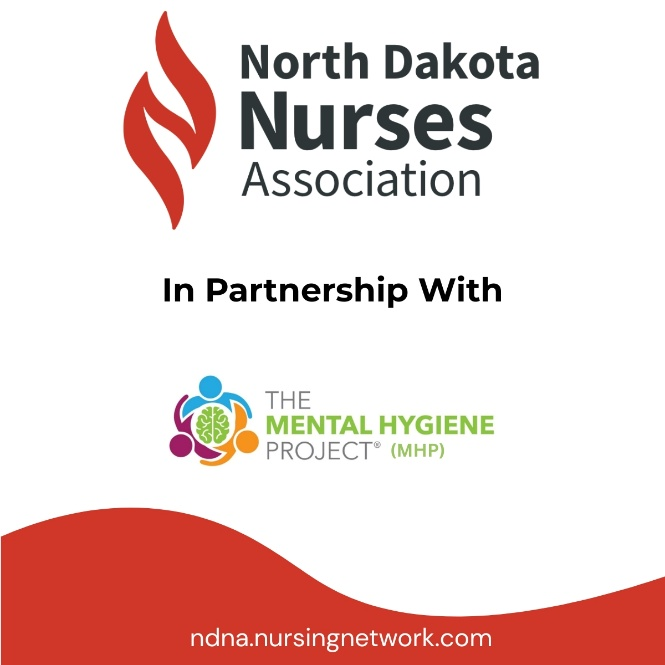 North Dakota
Nurses
Association
In Partnership With
THE
MENTAL HYGIENE
PROJECT® (MHP)
ndna.nursingnetwork.com